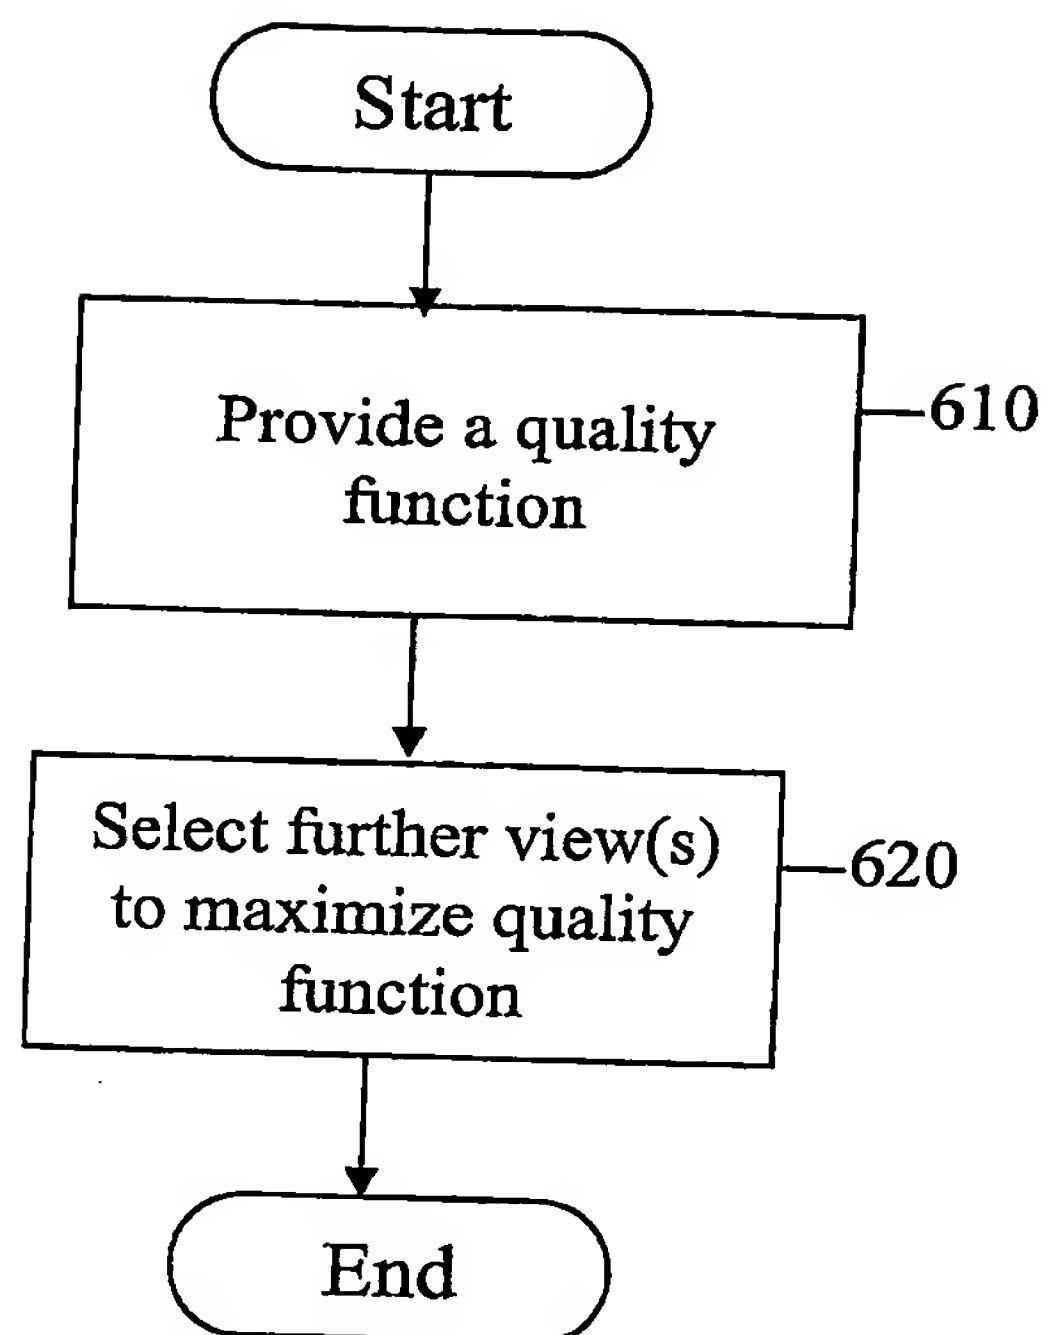 Start
Provide a quality
610
function
Select further view(s)
620
to maximize quality
function
End